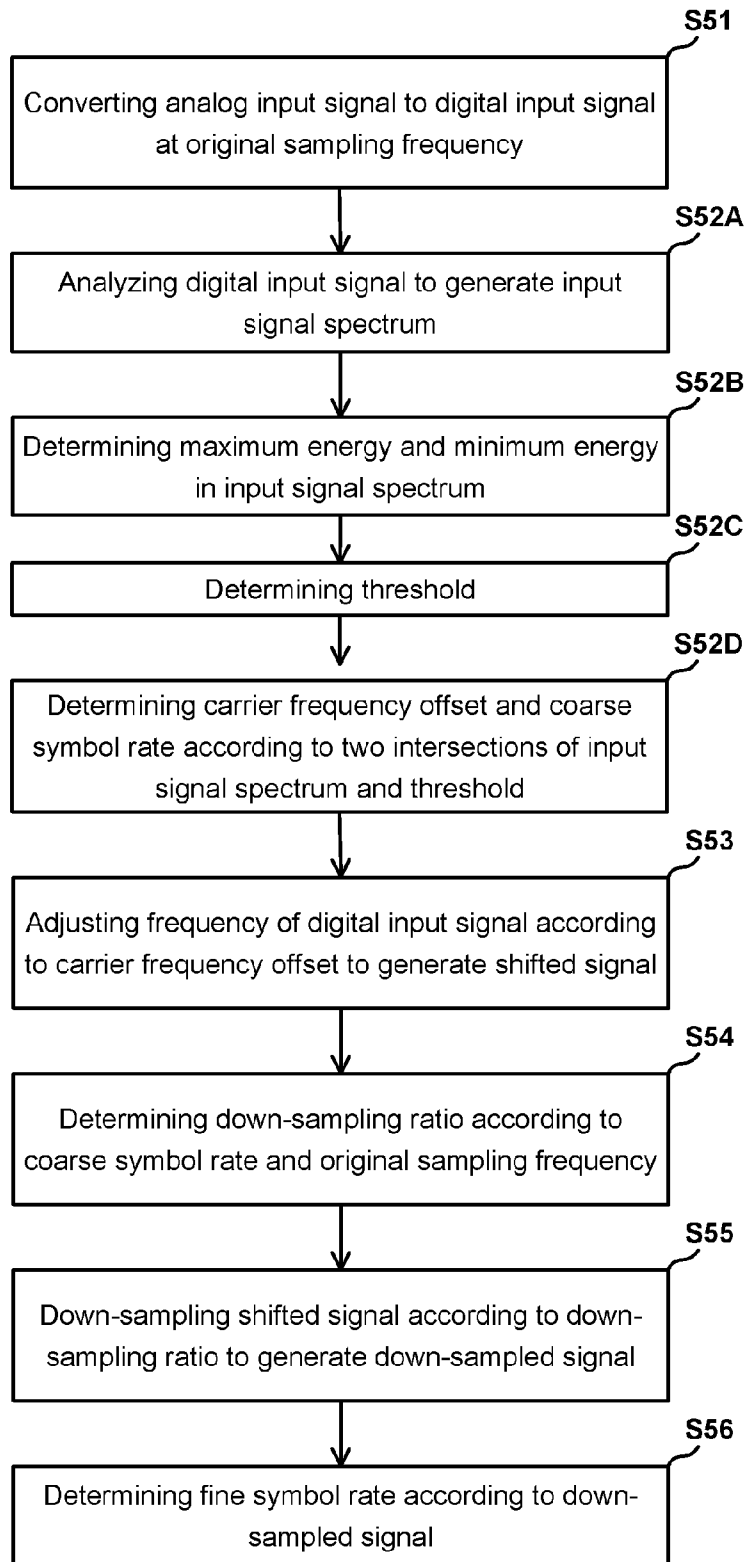 S51
Converting analog input signal to digital input signal
at original sampling frequency
S52A
Analyzing digital input signal to generate input
signal spectrum
S52B
Determining maximum energy and minimum energy
in input signal spectrum
S52C
Determining threshold
S52D
Determining carrier frequency offset and coarse
symbol rate according to two intersections of input
signal spectrum and threshold
S53
Adjusting frequency of digital input signal according
to carrier frequency offset to generate shifted signal
S54
Determining down-sampling ratio according to
coarse symbol rate and original sampling frequency
S55
Down-sampling shifted signal according to down-
sampling ratio to generate down-sampled signal
S56
Determining fine symbol rate according to down-
sampled signal